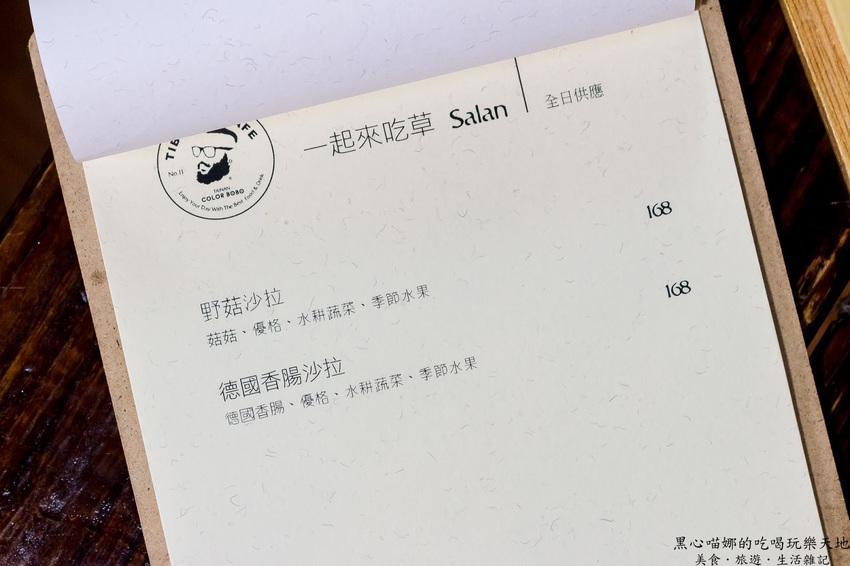 No.11
TAINAN
COLOR BOBO
Enjoy Your Day With The Best Food & Drink
一起來吃草 Salan 全日供應
野菇沙拉 168
菇菇、優格、水耕蔬菜、季節水果
德國香腸沙拉 168
德國香腸、優格、水耕蔬菜、季節水果
黑心喵娜的吃喝玩樂天地
美食·旅遊·生活雜記